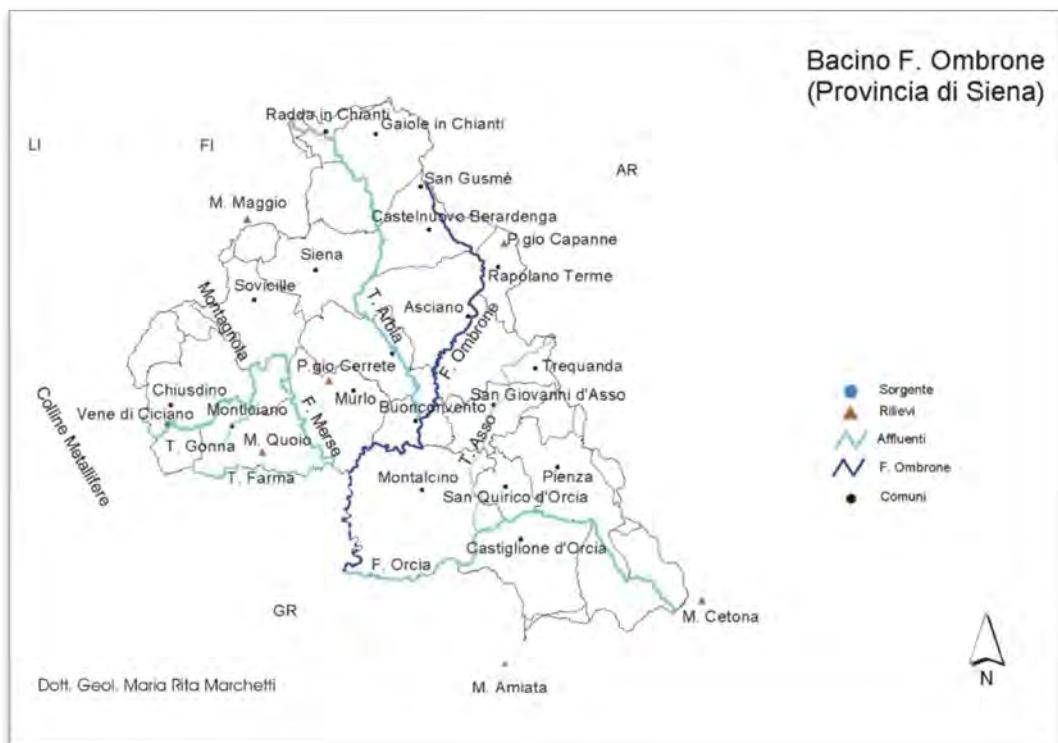 Bacino F. Ombrone
(Provincia di Siena)
Radda in Chianti
Gaiole in Chianti
LI
FI
AR
San Gusmé
M. Maggio
Castelnuovo Berardenga
P.gio Capanne
Siena
Rapolano Terme
Sovicille
Montagnola
T. Arbia
Asciano
F. Ombrone
P.gio Gerrete
Trequanda
Chiusdino
Murlo
San Giovanni d'Asso
Colline Metallifere
Vene di Ciciano
Monticiano
Buonconvento
T. Gonna
M. Quoio
F. Merse
T. Asso
T. Farma
Montalcino
Pienza
San Quirico d'Orcia
Castiglione d'Orcia
F. Orcia
GR
M. Cetona
M. Amiata
Sorgente
Rilievi
Affluenti
F. Ombrone
Comuni
N
Dott. Geol. Maria Rita Marchetti